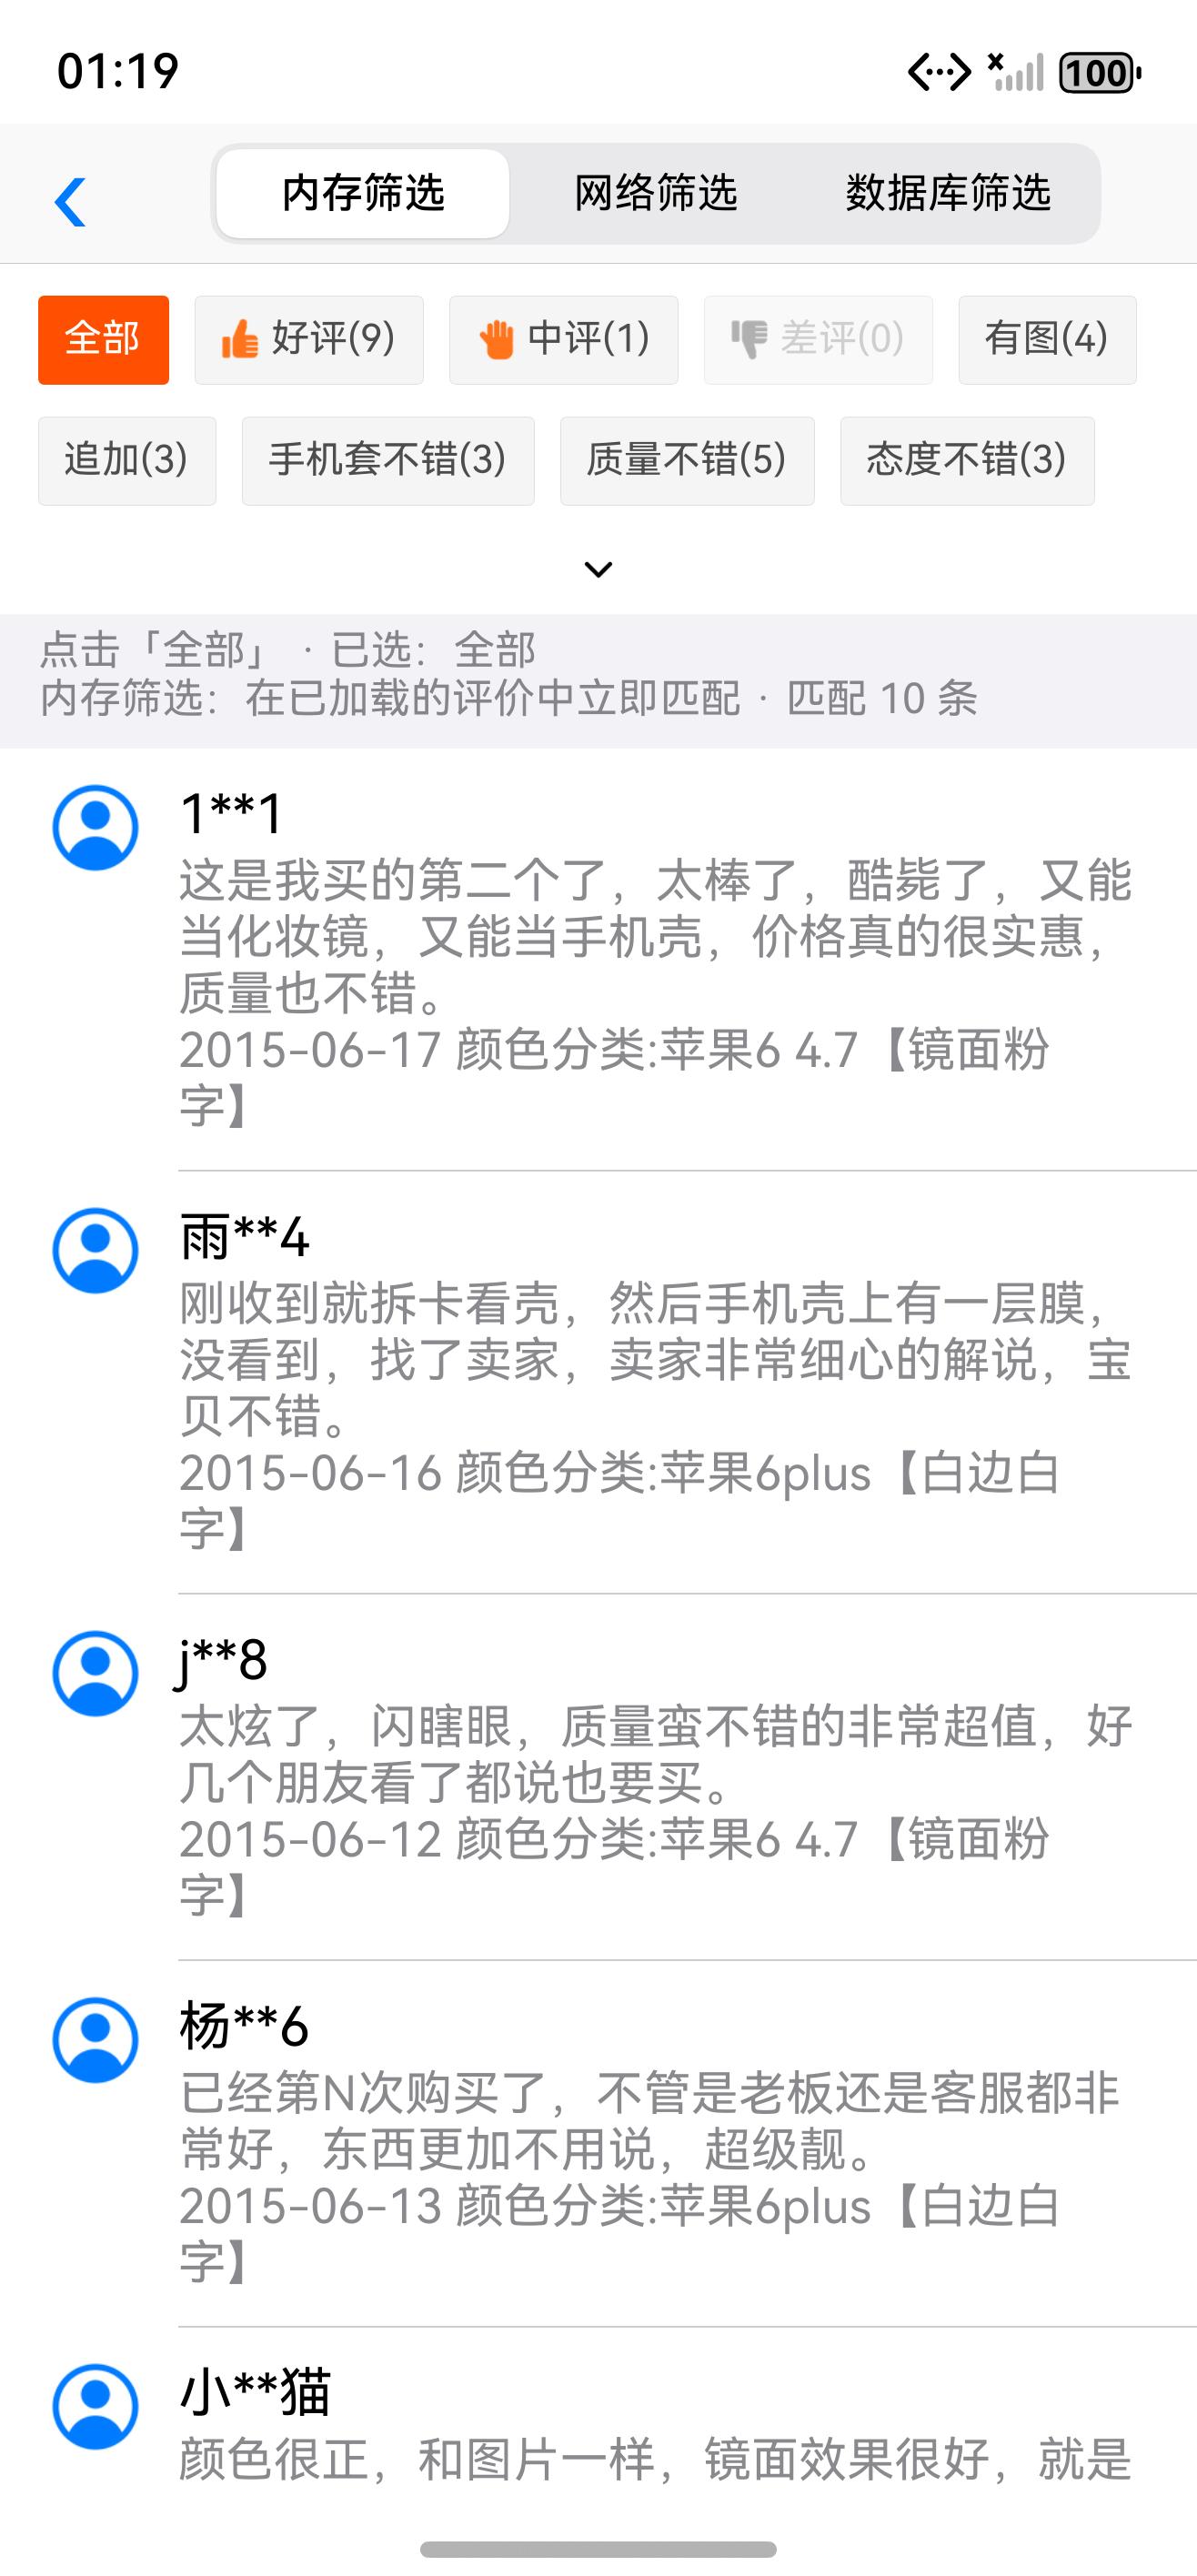 01:19
100
内存筛选 网络筛选 数据库筛选
全部 好评(9) 中评(1) 差评(0) 有图(4)
追加(3) 手机套不错(3) 质量不错(5) 态度不错(3)
点击「全部」 · 已选：全部
内存筛选：在已加载的评价中立即匹配 · 匹配 10 条
1**1
这是我买的第二个了，太棒了，酷毙了，又能
当化妆镜，又能当手机壳，价格真的很实惠，
质量也不错。
2015-06-17 颜色分类:苹果6 4.7【镜面粉
字】
雨**4
刚收到就拆卡看壳，然后手机壳上有一层膜，
没看到，找了卖家，卖家非常细心的解说，宝
贝不错。
2015-06-16 颜色分类:苹果6plus【白边白
字】
j**8
太炫了，闪瞎眼，质量蛮不错的非常超值，好
几个朋友看了都说也要买。
2015-06-12 颜色分类:苹果6 4.7【镜面粉
字】
杨**6
已经第N次购买了，不管是老板还是客服都非
常好，东西更加不用说，超级靓。
2015-06-13 颜色分类:苹果6plus【白边白
字】
小**猫
颜色很正，和图片一样，镜面效果很好，就是